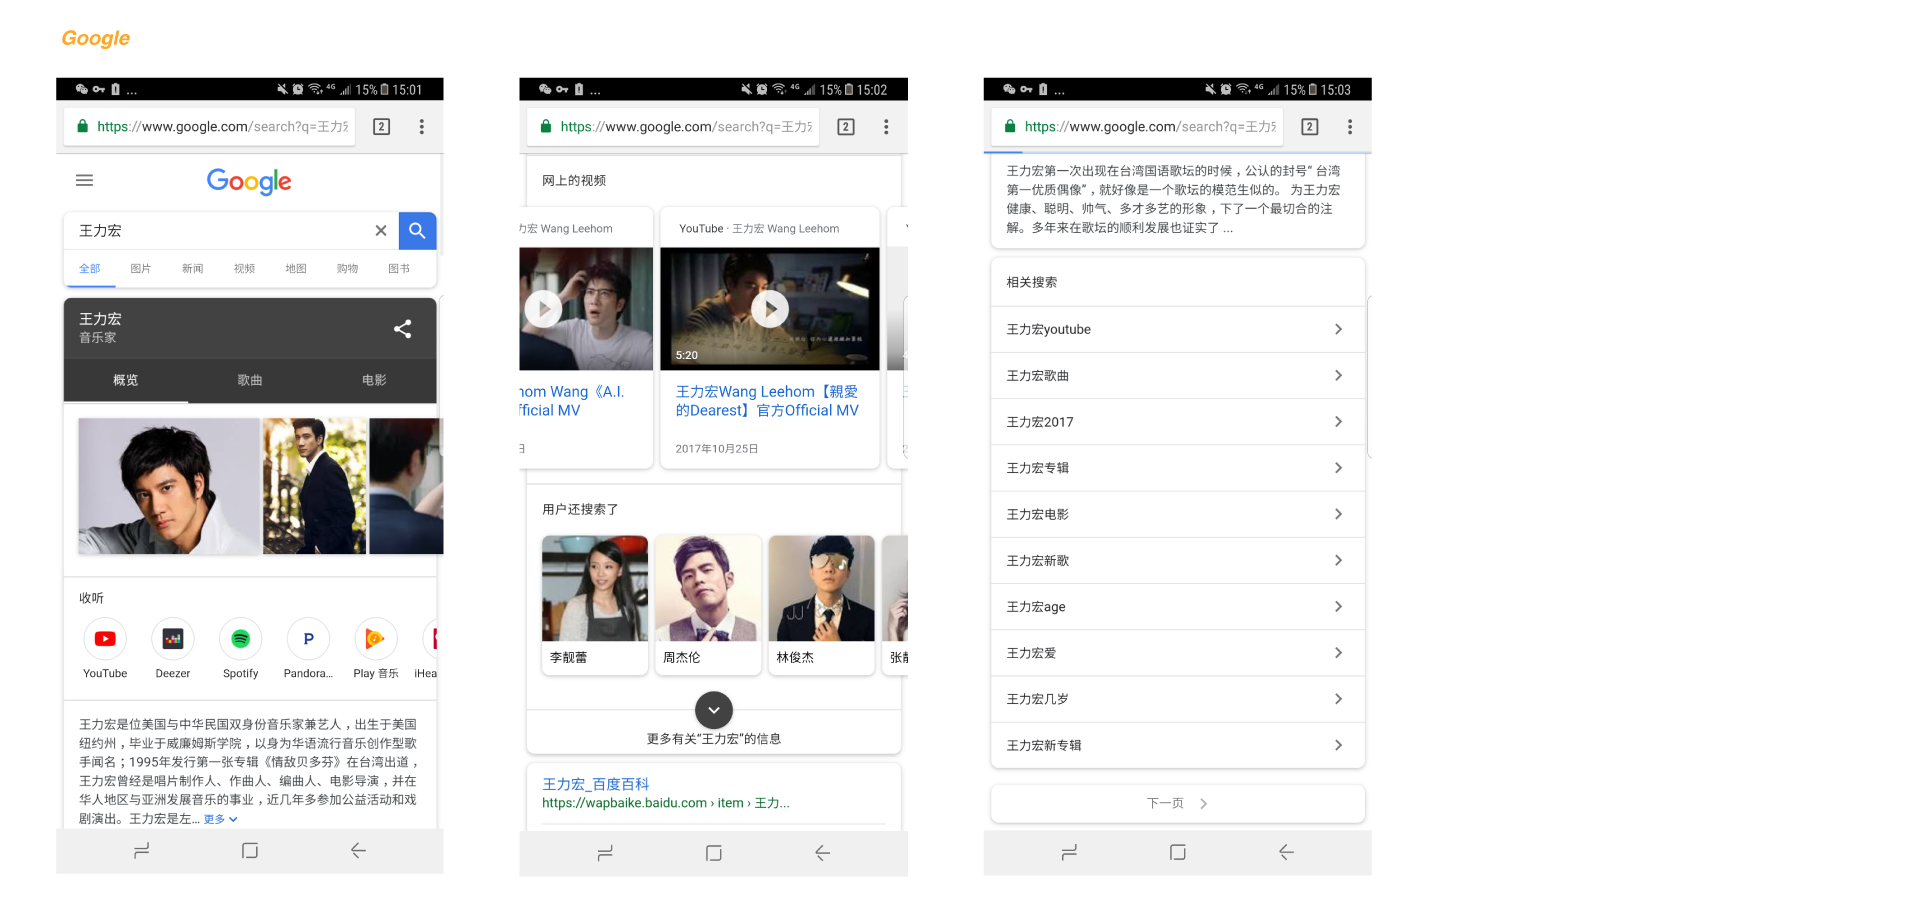 Google
... 4G 15% 15:01
https://www.google.com/search?q=王力 2
Google
王力宏
全部 图片 新闻 视频 地图 购物 图书
王力宏
音乐家
概览 歌曲 电影
收听
YouTube Deezer Spotify Pandora... Play 音乐 iHea
王力宏是位美国与中华民国双身份音乐家兼艺人，出生于美国
纽约州，毕业于威廉姆斯学院，以身为华语流行音乐创作型歌
手闻名；1995年发行第一张专辑《情敌贝多芬》在台湾出道，
王力宏曾经是唱片制作人、作曲人、编曲人、电影导演，并在
华人地区与亚洲发展音乐的事业，近几年多参加公益活动和戏
剧演出。王力宏是左... 更多
... 4G 15% 15:02
https://www.google.com/search?q=王力 2
网上的视频
力宏 Wang Leehom
YouTube · 王力宏 Wang Leehom
5:20
hom Wang《A.I.
fficial MV
王力宏Wang Leehom【親愛
的Dearest】官方Official MV
2017年10月25日
用户还搜索了
李靓蕾 周杰伦 林俊杰 张靓
更多有关“王力宏”的信息
王力宏_百度百科
https://wapbaike.baidu.com › item › 王力...
... 4G 15% 15:03
https://www.google.com/search?q=王力 2
王力宏第一次出现在台湾国语歌坛的时候，公认的封号“ 台湾
第一优质偶像”，就好像是一个歌坛的模范生似的。 为王力宏
健康、聪明、帅气、多才多艺的形象，下了一个最切合的注
解。多年来在歌坛的顺利发展也证实了 ...
相关搜索
王力宏youtube
王力宏歌曲
王力宏2017
王力宏专辑
王力宏电影
王力宏新歌
王力宏age
王力宏爱
王力宏几岁
王力宏新专辑
下一页